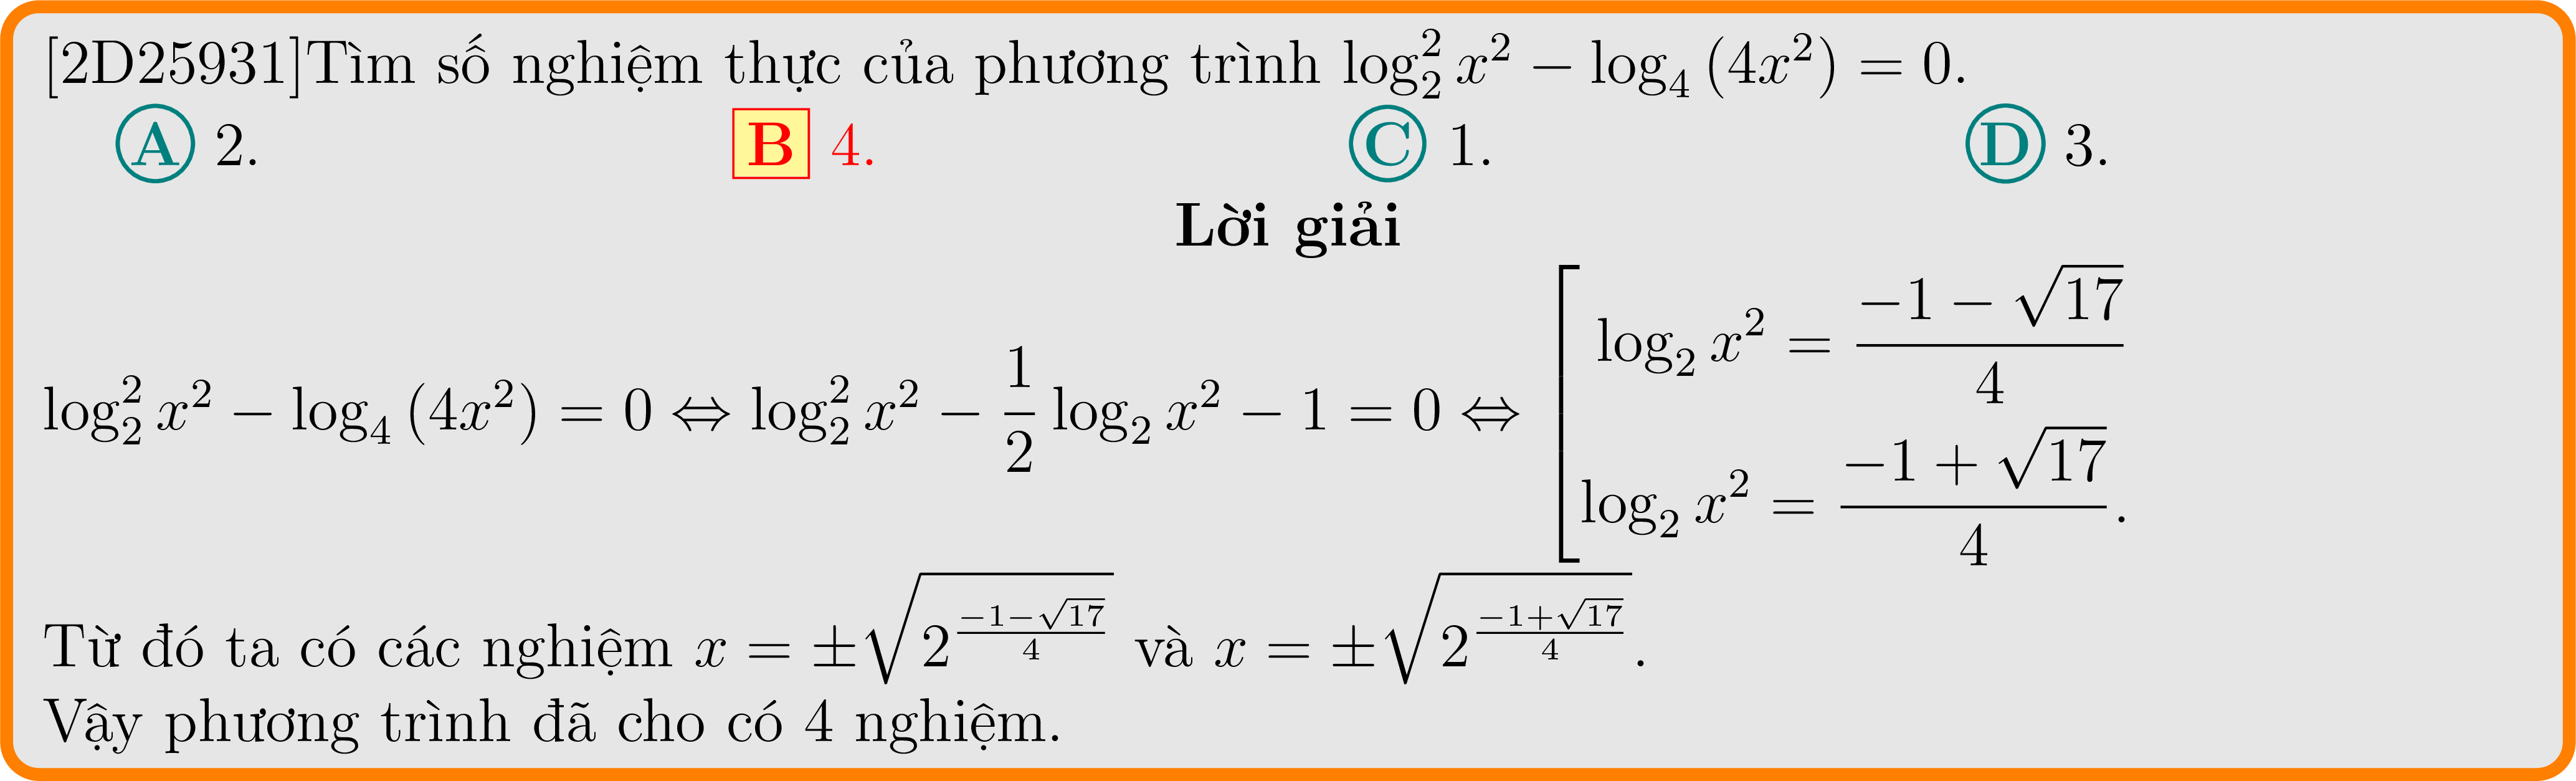 [2D25931]Tìm số nghiệm thực của phương trình $\log_2^2 x^2 - \log_4 (4x^2) = 0$.
A 2. B 4. C 1. D 3.
Lời giải
$\log_2^2 x^2 - \log_4 (4x^2) = 0 \Leftrightarrow \log_2^2 x^2 - \frac{1}{2} \log_2 x^2 - 1 = 0 \Leftrightarrow \left[\begin{array}{l} \log_2 x^2 = \frac{-1 - \sqrt{17}}{4} \\ \log_2 x^2 = \frac{-1 + \sqrt{17}}{4}. \end{array}\right.$
Từ đó ta có các nghiệm $x = \pm\sqrt{2^{\frac{-1-\sqrt{17}}{4}}}$ và $x = \pm\sqrt{2^{\frac{-1+\sqrt{17}}{4}}}$.
Vậy phương trình đã cho có 4 nghiệm.